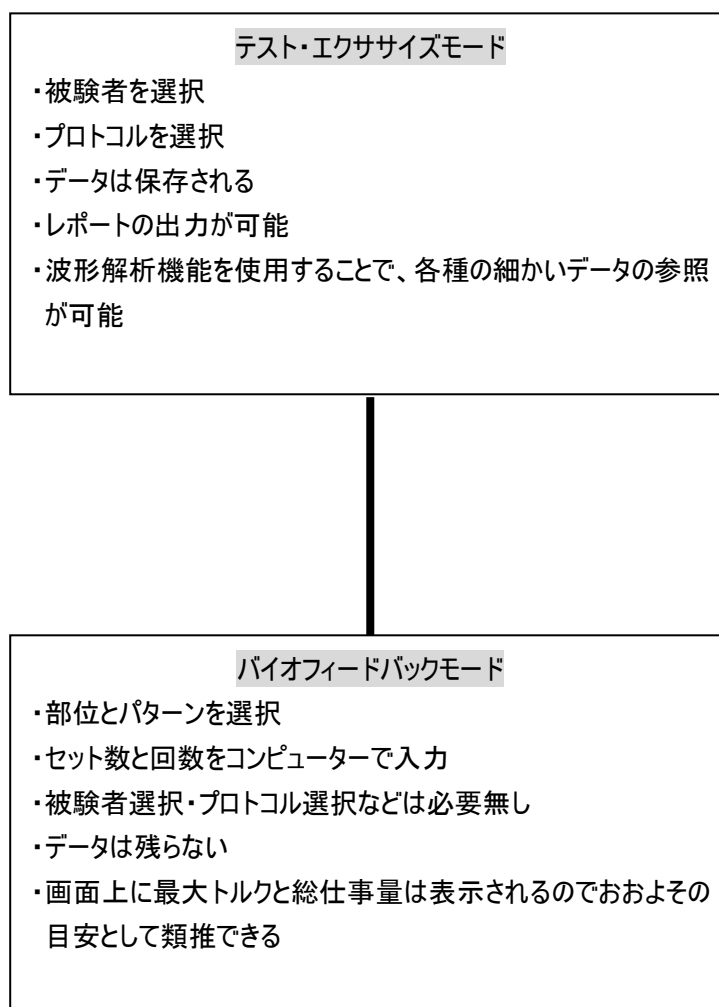 テスト・エクササイズモード
・被験者を選択
・プロトコルを選択
・データは保存される
・レポートの出力が可能
・波形解析機能を使用することで、各種の細かいデータの参照
が可能
バイオフィードバックモード
・部位とパターンを選択
・セット数と回数をコンピューターで入力
・被験者選択・プロトコル選択などは必要無し
・データは残らない
・画面上に最大トルクと総仕事量は表示されるのでおおよその
目安として類推できる